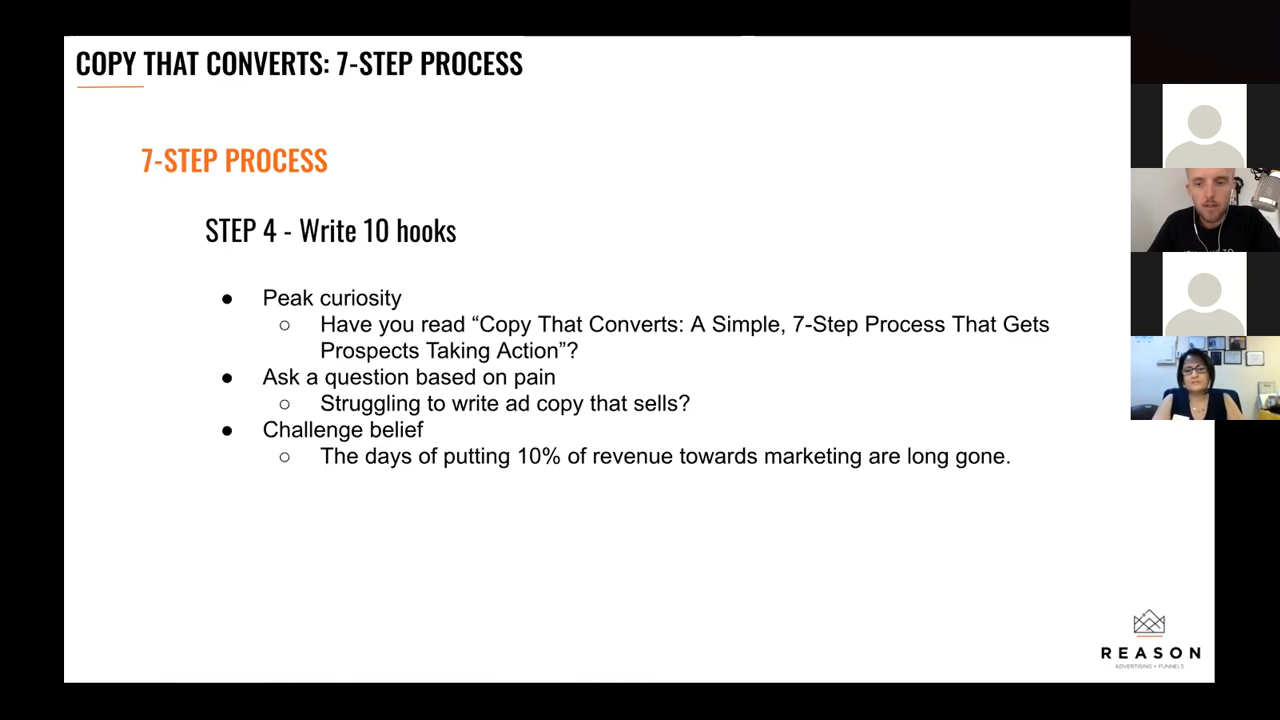 COPY THAT CONVERTS: 7-STEP PROCESS
7-STEP PROCESS
STEP 4 - Write 10 hooks
● Peak curiosity
○ Have you read “Copy That Converts: A Simple, 7-Step Process That Gets
Prospects Taking Action”?
● Ask a question based on pain
○ Struggling to write ad copy that sells?
● Challenge belief
○ The days of putting 10% of revenue towards marketing are long gone.
REASON
ADVERTISING + FUNNELS